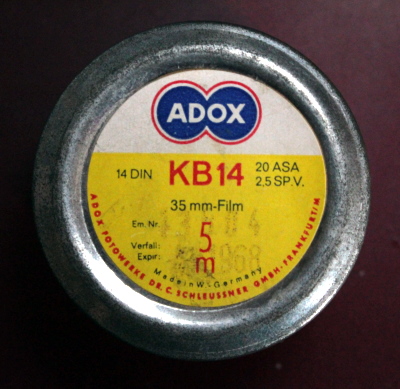 ADOX
14 DIN KB14 20 ASA
2,5 SP.V.
35 mm-Film
Em. Nr.
5
m
Verfall:
Expir:
1968
Made in W.-Germany
ADOX FOTOWERKE DR. C. SCHLEUSSNER GMBH. FRANKFURT/M